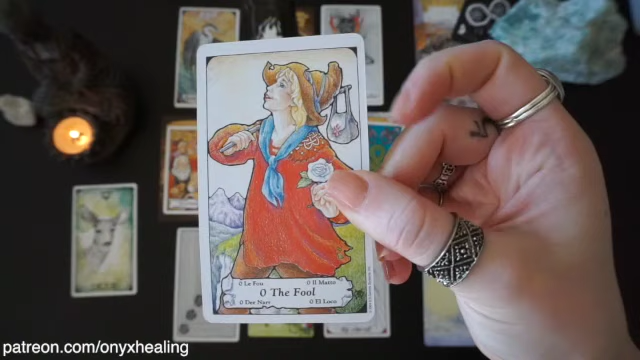 0 Le Fou 0 Il Matto
0 The Fool
0 Der Narr 0 El Loco
patreon.com/onyxhealing